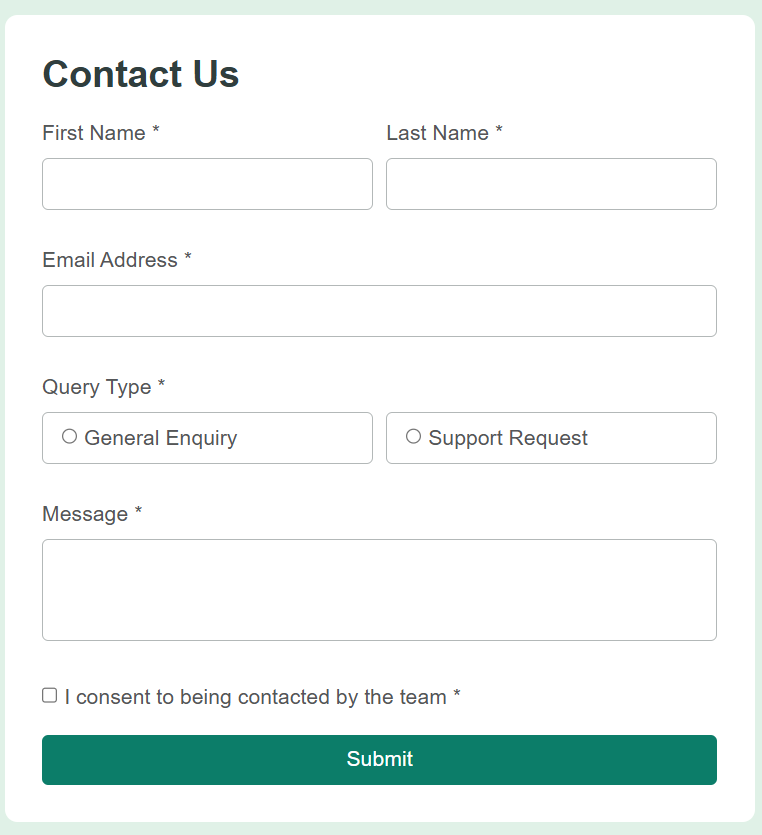 Contact Us
First Name * Last Name *
Email Address *
Query Type *
General Enquiry Support Request
Message *
I consent to being contacted by the team *
Submit